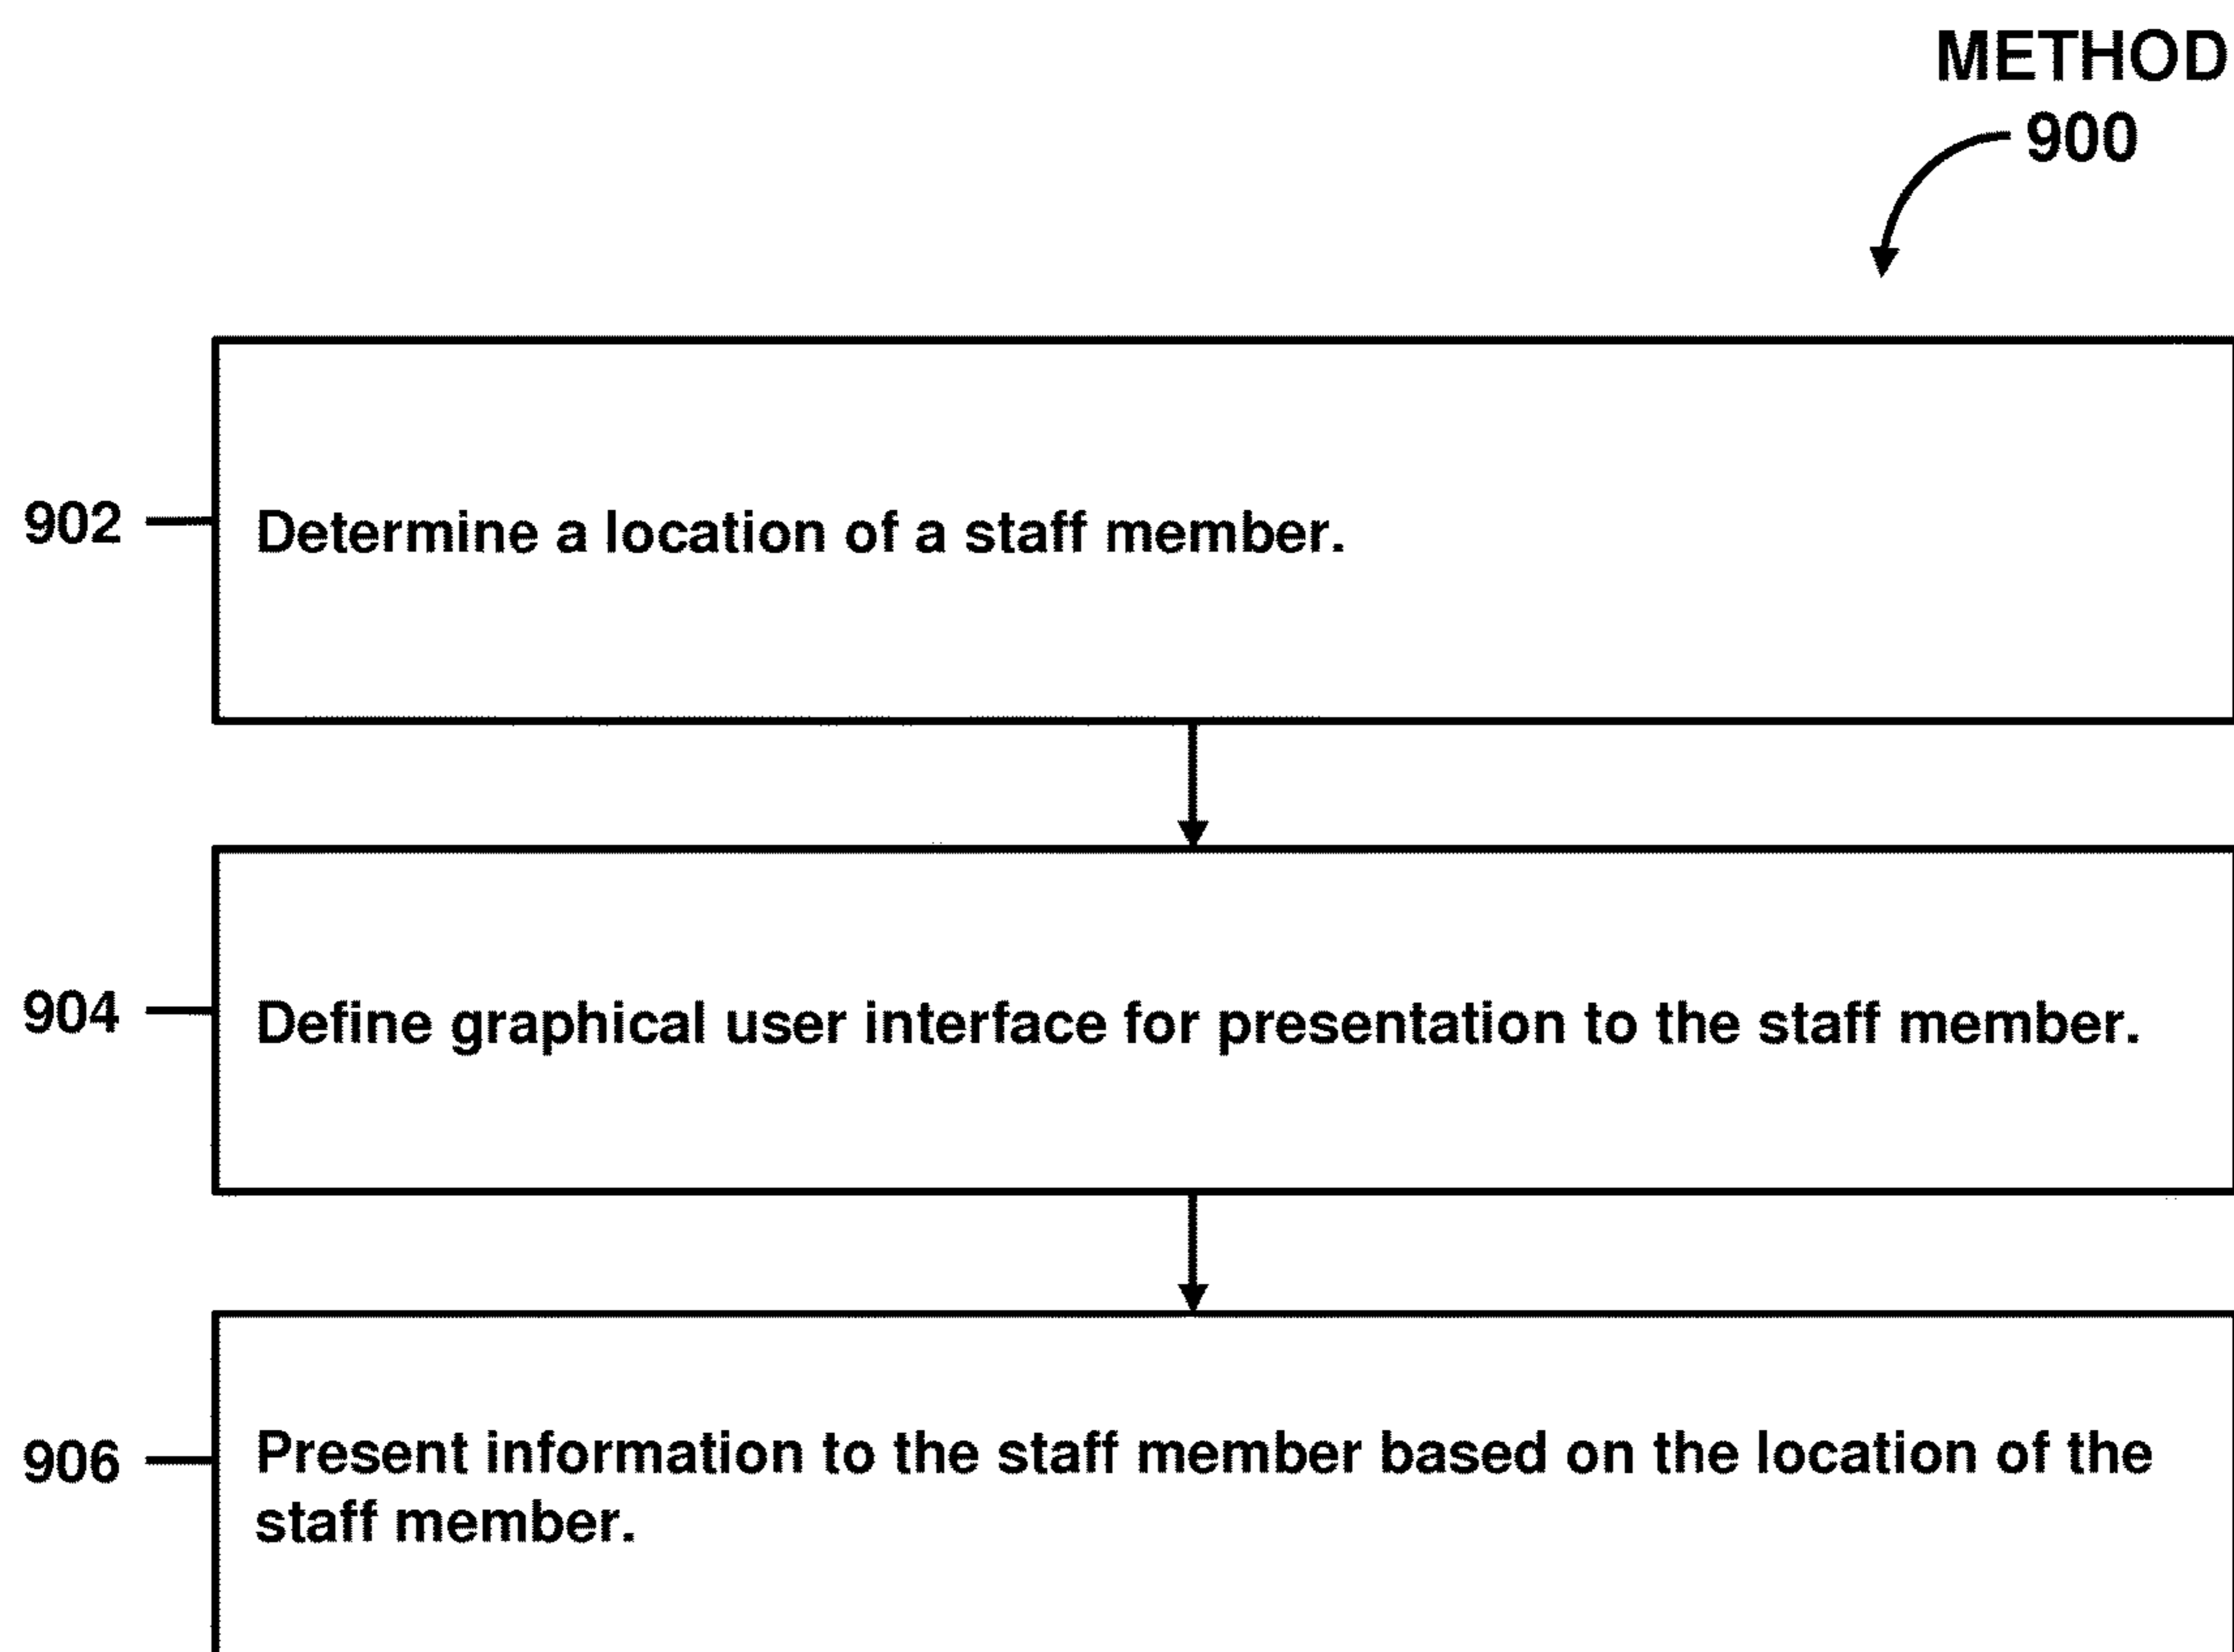 METHOD
900
902
Determine a location of a staff member.
904
Define graphical user interface for presentation to the staff member.
906
Present information to the staff member based on the location of the
staff member.